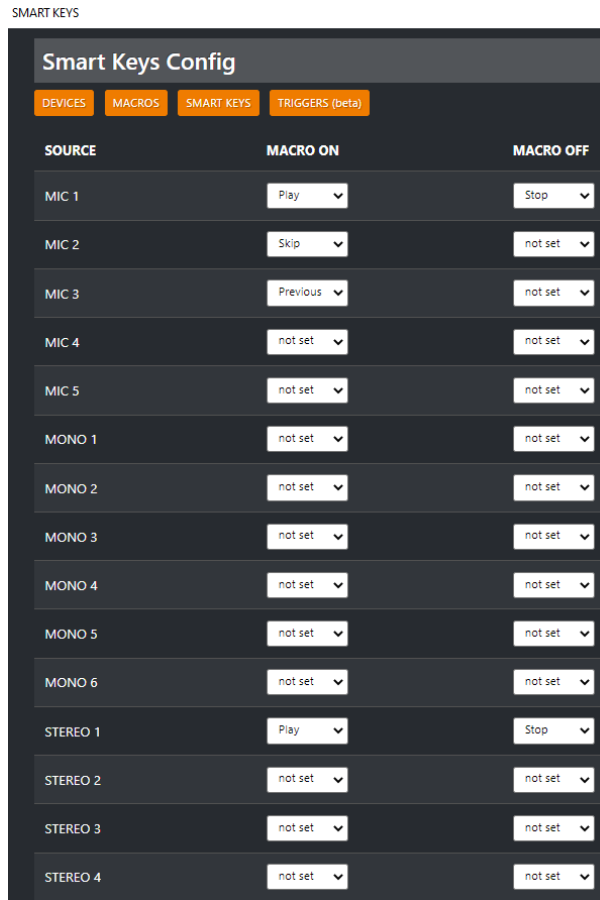 SMART KEYS
Smart Keys Config
DEVICES MACROS SMART KEYS TRIGGERS (beta)
SOURCE MACRO ON MACRO OFF
MIC 1 Play Stop
MIC 2 Skip not set
MIC 3 Previous not set
MIC 4 not set not set
MIC 5 not set not set
MONO 1 not set not set
MONO 2 not set not set
MONO 3 not set not set
MONO 4 not set not set
MONO 5 not set not set
MONO 6 not set not set
STEREO 1 Play Stop
STEREO 2 not set not set
STEREO 3 not set not set
STEREO 4 not set not set